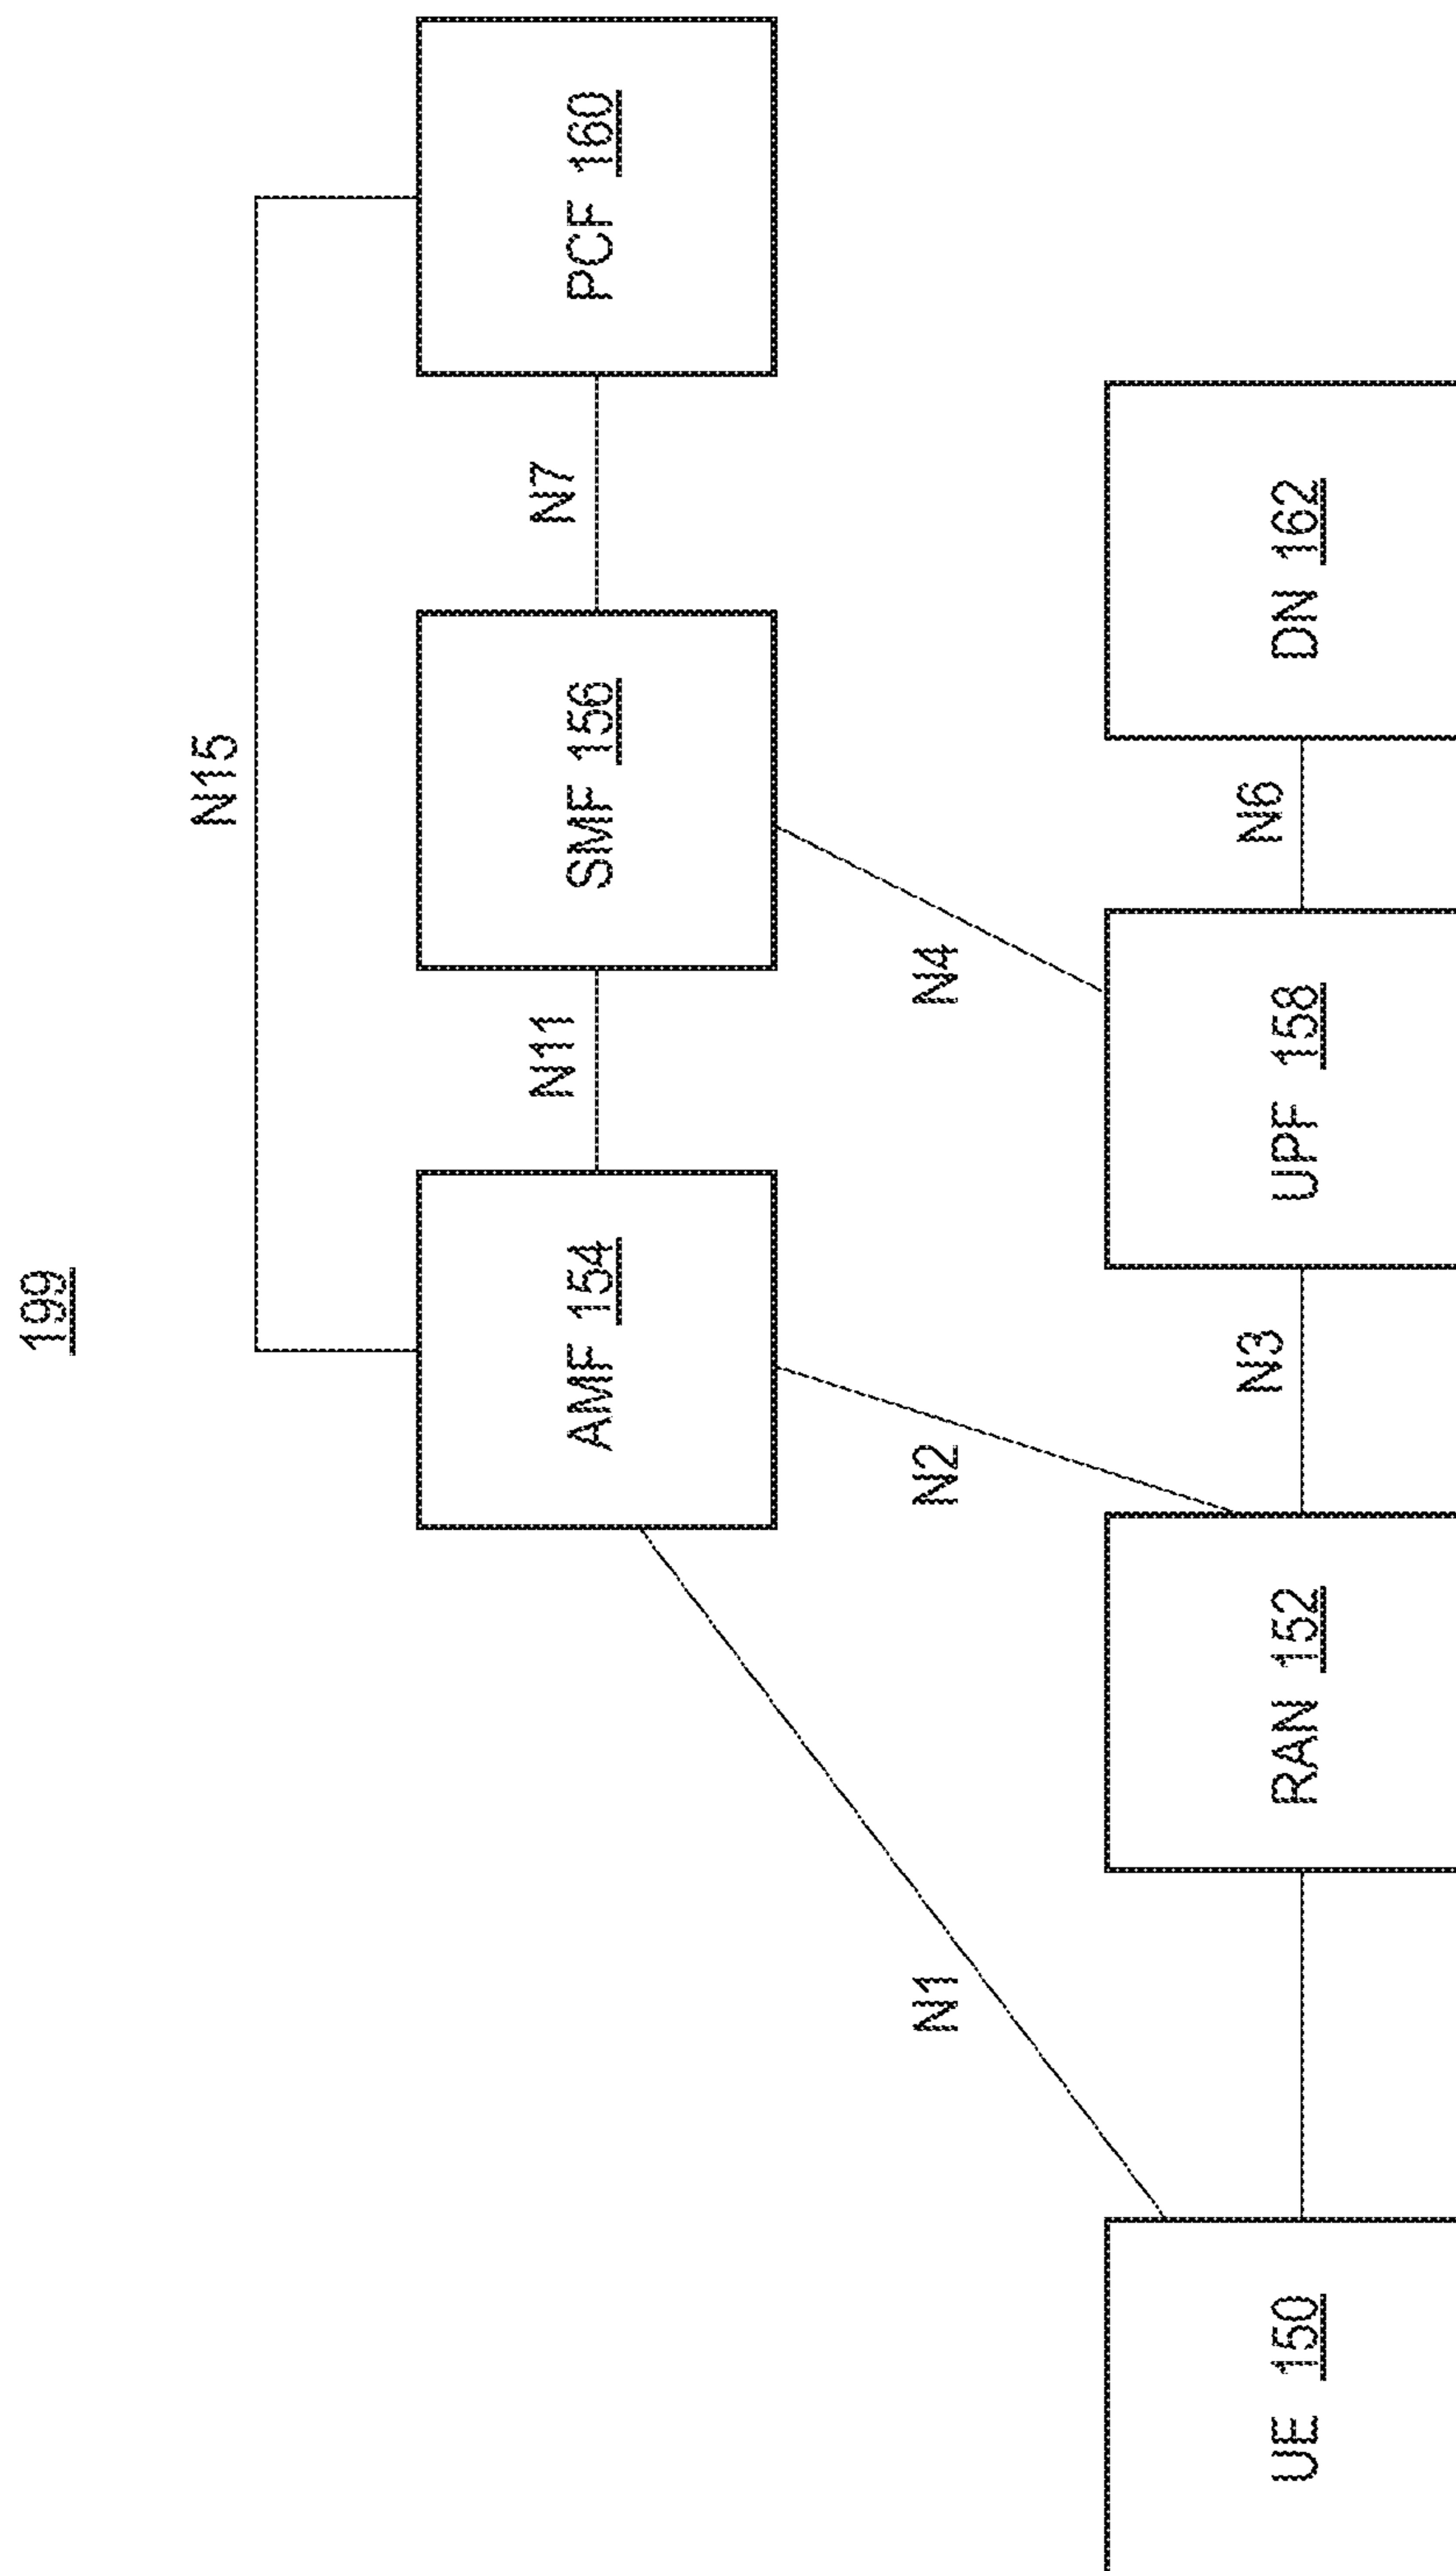 199
N15
AMF 154
N11
SMF 156
N7
PCF 160
N1
N2
N4
UE 150
RAN 152
N3
UPF 158
N6
DN 162